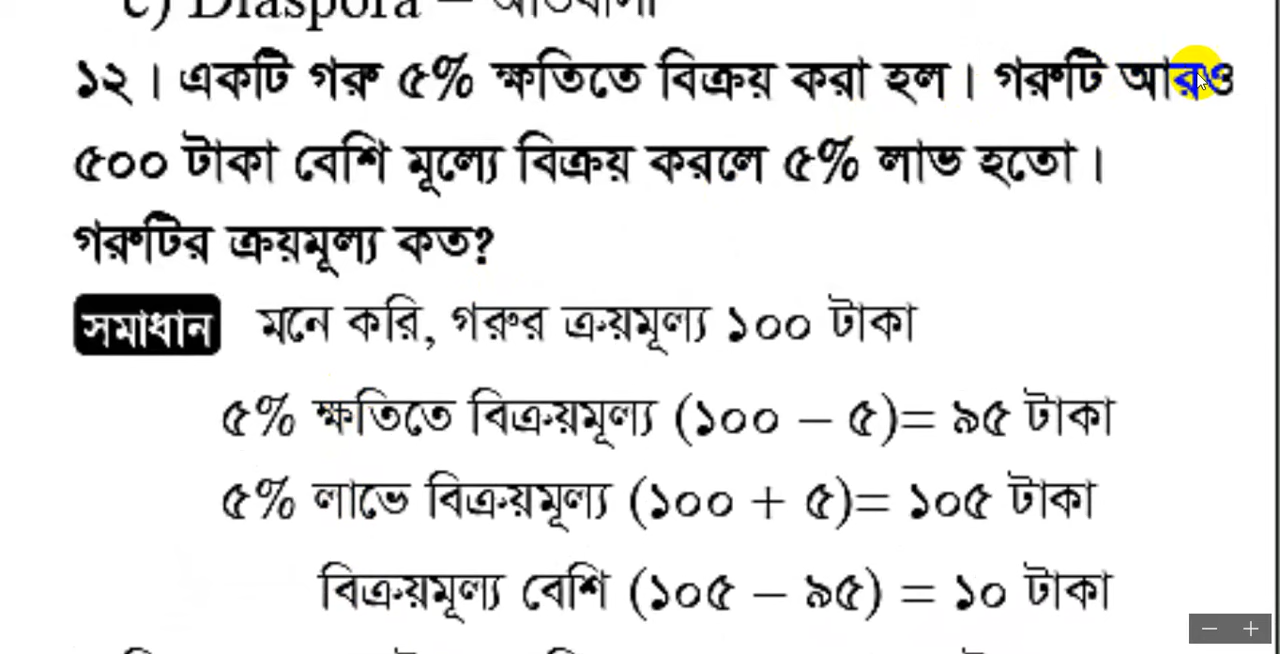 c) Diaspora –
১২। একটি গরু ৫% ক্ষতিতে বিক্রয় করা হল। গরুটি আরও
৫০০ টাকা বেশি মূল্যে বিক্রয় করলে ৫% লাভ হতো।
গরুটির ক্রয়মূল্য কত?
সমাধান মনে করি, গরুর ক্রয়মূল্য ১০০ টাকা
৫% ক্ষতিতে বিক্রয়মূল্য (১০০ – ৫)= ৯৫ টাকা
৫% লাভে বিক্রয়মূল্য (১০০ + ৫)= ১০৫ টাকা
বিক্রয়মূল্য বেশি (১০৫ – ৯৫) = ১০ টাকা